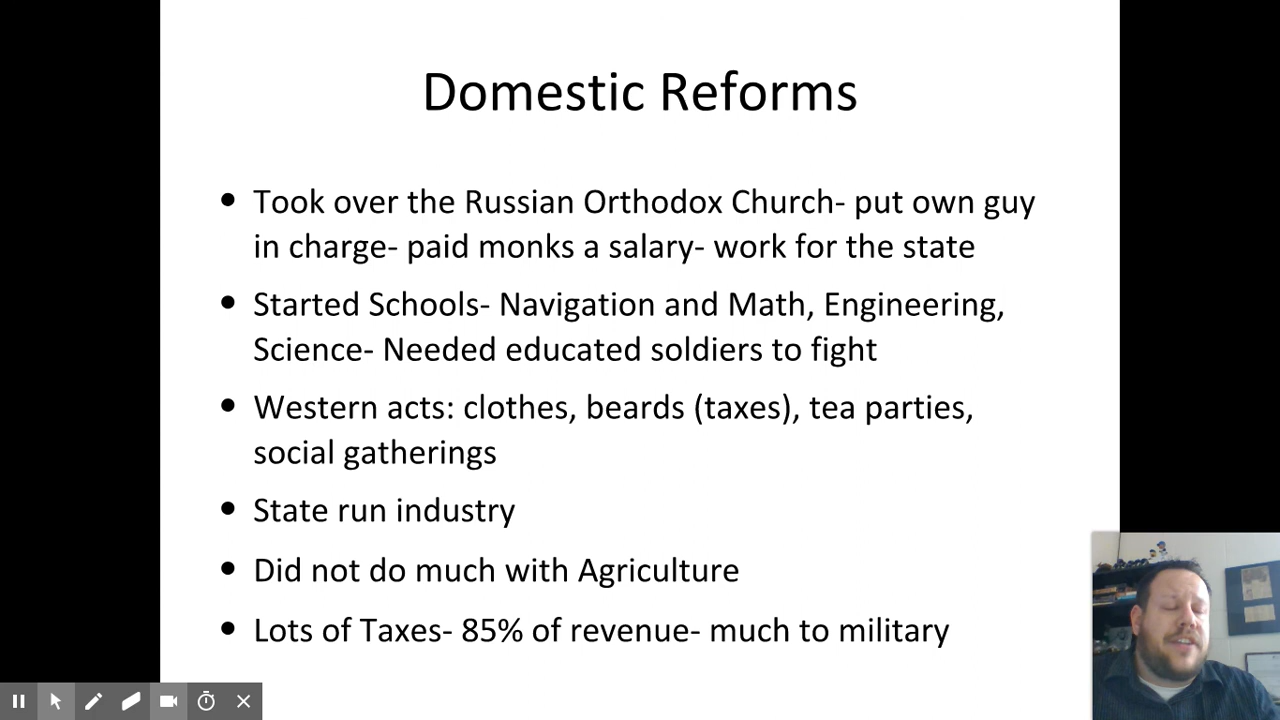 Domestic Reforms
• Took over the Russian Orthodox Church- put own guy
in charge- paid monks a salary- work for the state
• Started Schools- Navigation and Math, Engineering,
Science- Needed educated soldiers to fight
• Western acts: clothes, beards (taxes), tea parties,
social gatherings
• State run industry
• Did not do much with Agriculture
• Lots of Taxes- 85% of revenue- much to military